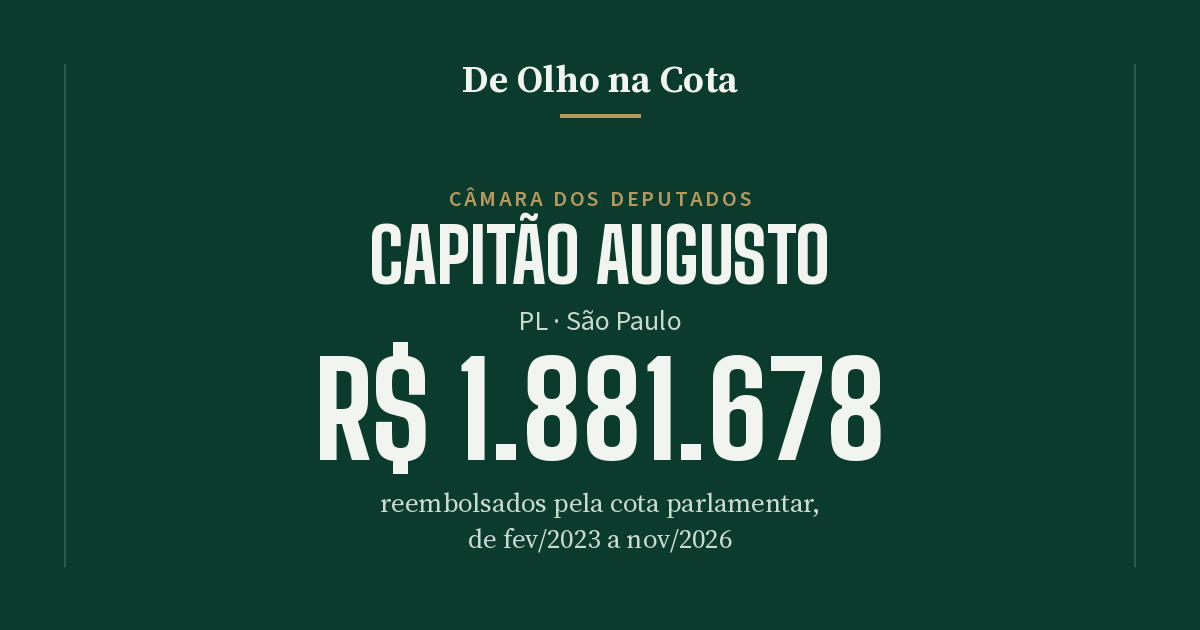 De Olho na Cota
CÂMARA DOS DEPUTADOS
CAPITÃO AUGUSTO
PL · São Paulo
R$ 1.881.678
reembolsados pela cota parlamentar,
de fev/2023 a nov/2026